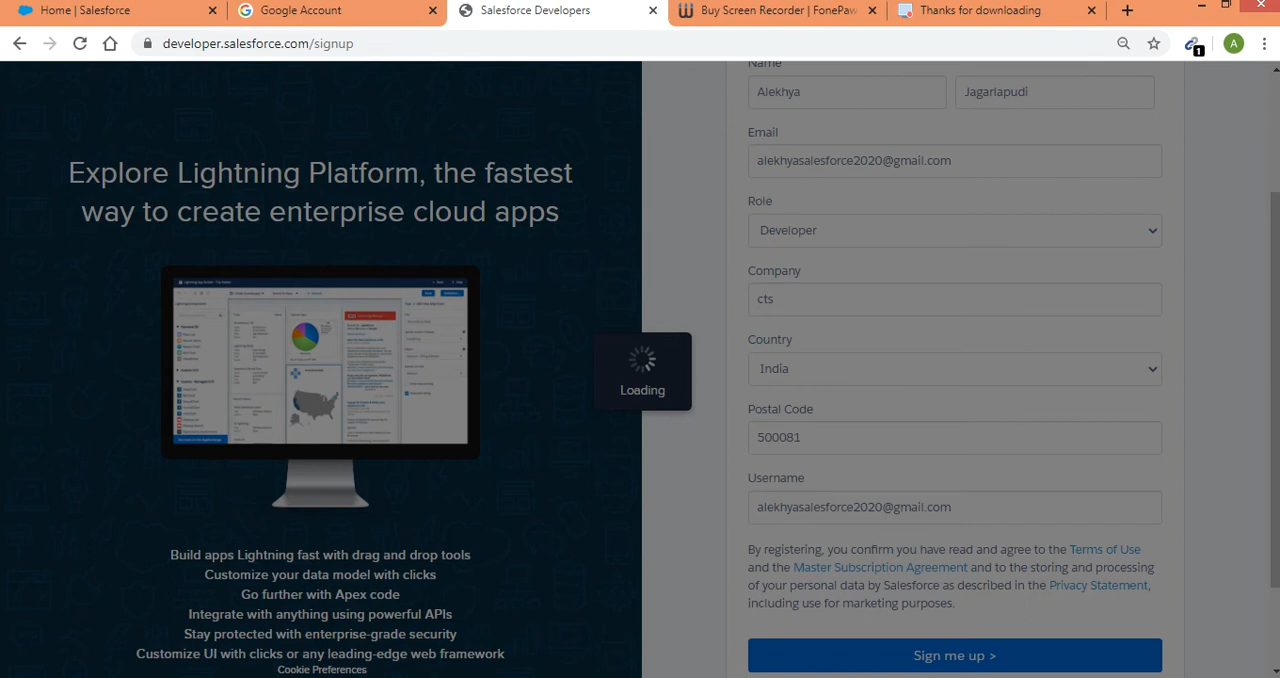 Home | Salesforce
Google Account
Salesforce Developers
Buy Screen Recorder | FonePaw
Thanks for downloading
developer.salesforce.com/signup
1
A
Explore Lightning Platform, the fastest
way to create enterprise cloud apps
Build apps Lightning fast with drag and drop tools
Customize your data model with clicks
Go further with Apex code
Integrate with anything using powerful APIs
Stay protected with enterprise-grade security
Customize UI with clicks or any leading-edge web framework
Cookie Preferences
Loading
Name
Alekhya
Jagarlapudi
Email
alekhyasalesforce2020@gmail.com
Role
Developer
Company
cts
Country
India
Postal Code
500081
Username
alekhyasalesforce2020@gmail.com
By registering, you confirm you have read and agree to the Terms of Use
and the Master Subscription Agreement and to the storing and processing
of your personal data by Salesforce as described in the Privacy Statement,
including use for marketing purposes.
Sign me up >